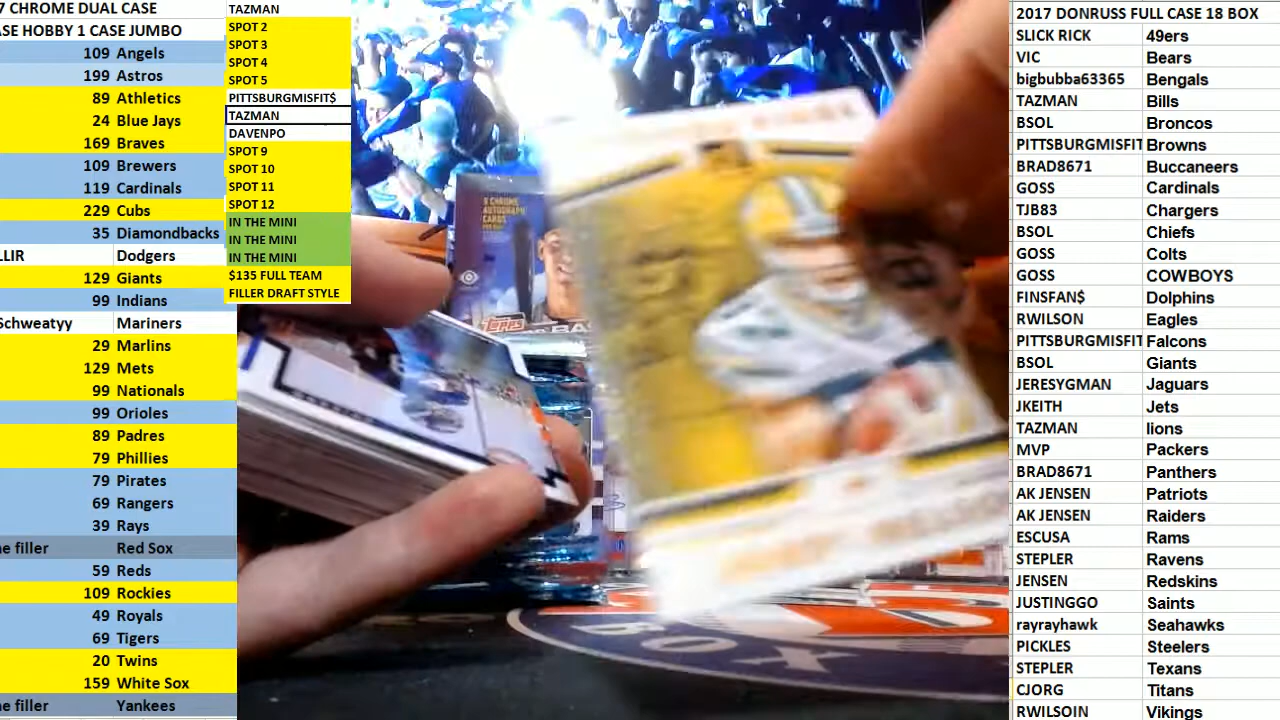 7 CHROME DUAL CASE
ASE HOBBY 1 CASE JUMBO
109 Angels
199 Astros
89 Athletics
24 Blue Jays
169 Braves
109 Brewers
119 Cardinals
229 Cubs
35 Diamondbacks
LLIR Dodgers
129 Giants
99 Indians
Schweatyy Mariners
29 Marlins
129 Mets
99 Nationals
99 Orioles
89 Padres
79 Phillies
79 Pirates
69 Rangers
39 Rays
ne filler Red Sox
59 Reds
109 Rockies
49 Royals
69 Tigers
20 Twins
159 White Sox
ne filler Yankees
TAZMAN
SPOT 2
SPOT 3
SPOT 4
SPOT 5
PITTSBURGMISFIT$
TAZMAN
DAVENPO
SPOT 9
SPOT 10
SPOT 11
SPOT 12
IN THE MINI
IN THE MINI
IN THE MINI
$135 FULL TEAM
FILLER DRAFT STYLE
CHROME
AUTOGRAPH
CARDS
Topps
BOX
2017 DONRUSS FULL CASE 18 BOX
SLICK RICK 49ers
VIC Bears
bigbubba63365 Bengals
TAZMAN Bills
BSOL Broncos
PITTSBURGMISFIT Browns
BRAD8671 Buccaneers
GOSS Cardinals
TJB83 Chargers
BSOL Chiefs
GOSS Colts
GOSS COWBOYS
FINSFAN$ Dolphins
RWILSON Eagles
PITTSBURGMISFIT Falcons
BSOL Giants
JERESYGMAN Jaguars
JKEITH Jets
TAZMAN lions
MVP Packers
BRAD8671 Panthers
AK JENSEN Patriots
AK JENSEN Raiders
ESCUSA Rams
STEPLER Ravens
JENSEN Redskins
JUSTINGGO Saints
rayrayhawk Seahawks
PICKLES Steelers
STEPLER Texans
CJORG Titans
RWILSOIN Vikings